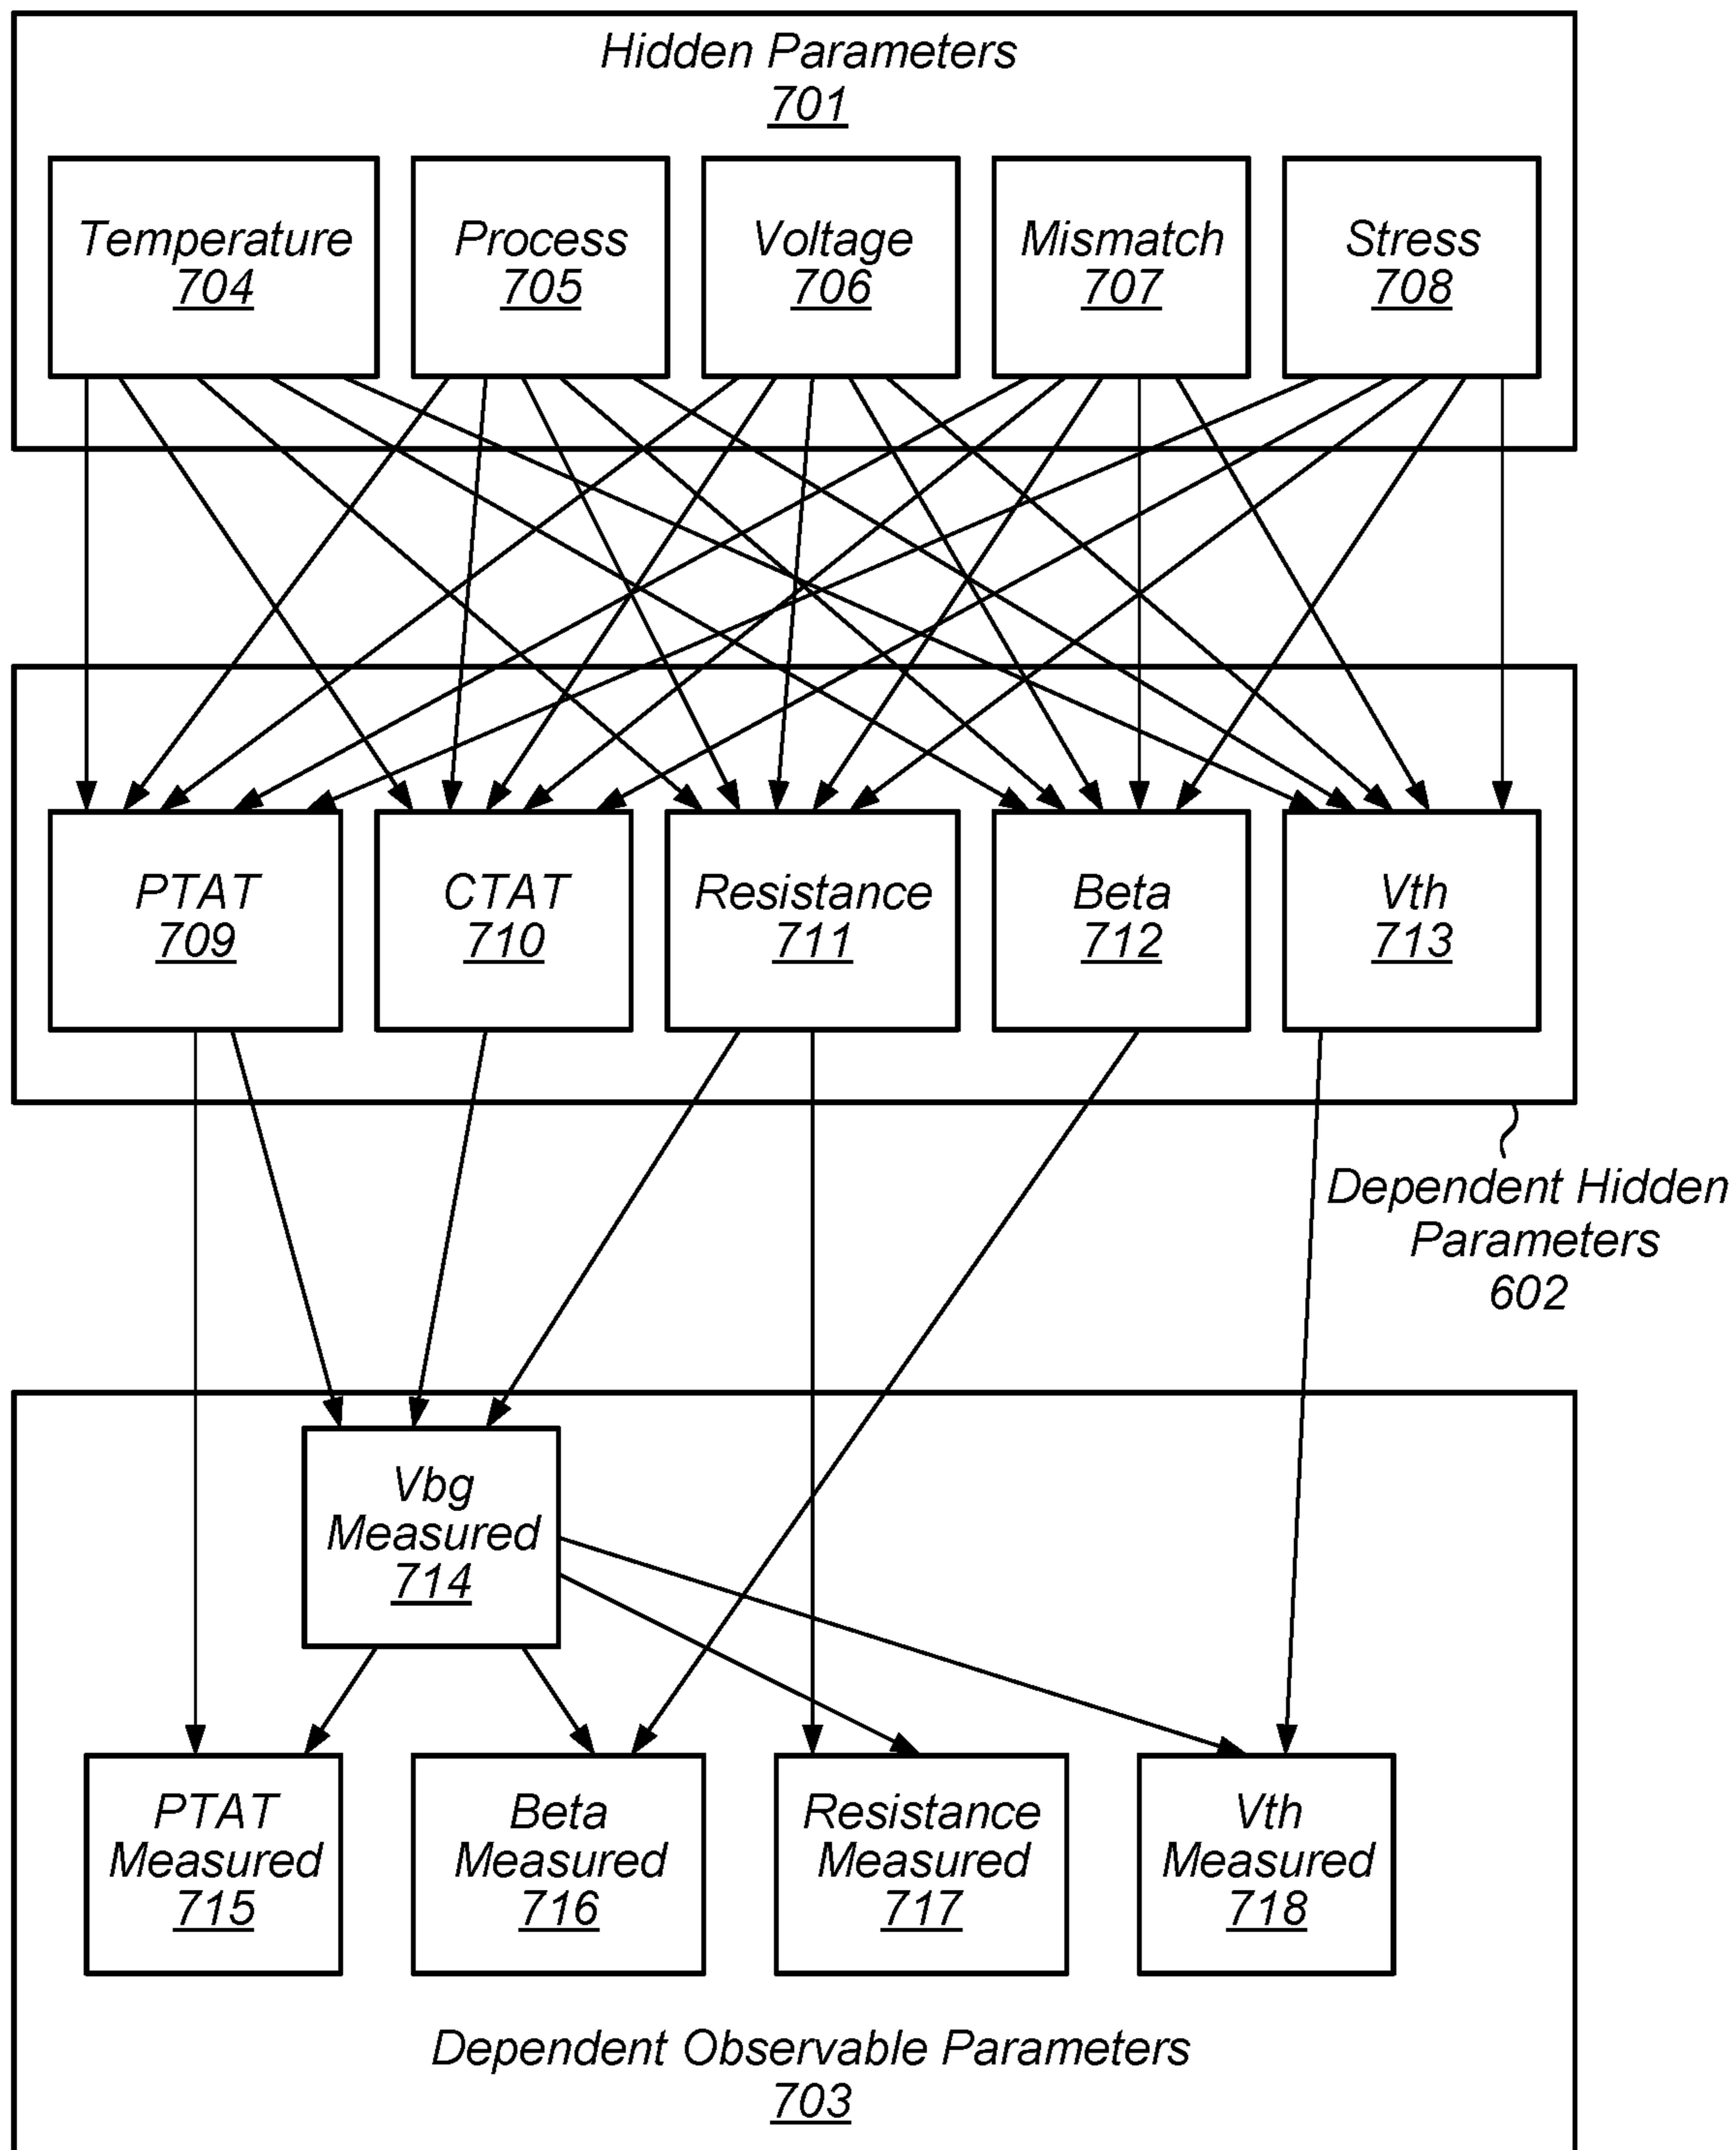 Hidden Parameters
701
Temperature
704
Process
705
Voltage
706
Mismatch
707
Stress
708
PTAT
709
CTAT
710
Resistance
711
Beta
712
Vth
713
Dependent Hidden
Parameters
602
Vbg
Measured
714
PTAT
Measured
715
Beta
Measured
716
Resistance
Measured
717
Vth
Measured
718
Dependent Observable Parameters
703